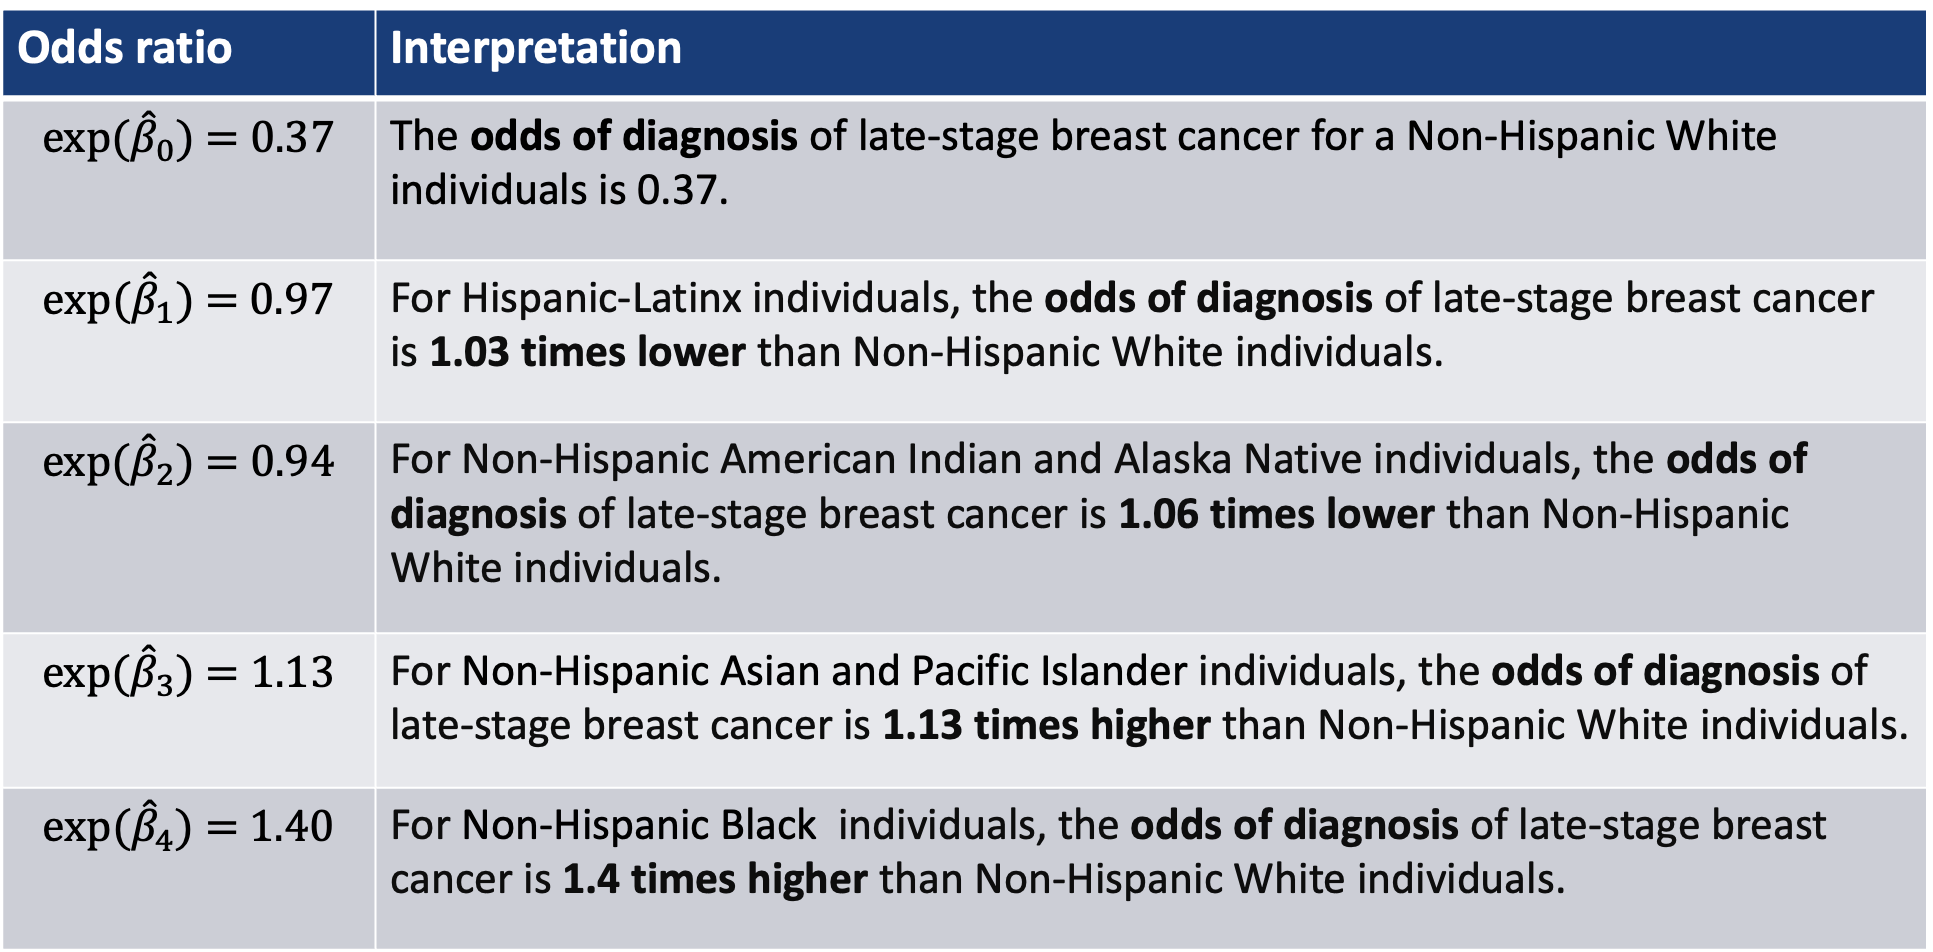 Odds ratio Interpretation
exp(β̂₀) = 0.37 The odds of diagnosis of late-stage breast cancer for a Non-Hispanic White
individuals is 0.37.
exp(β̂₁) = 0.97 For Hispanic-Latinx individuals, the odds of diagnosis of late-stage breast cancer
is 1.03 times lower than Non-Hispanic White individuals.
exp(β̂₂) = 0.94 For Non-Hispanic American Indian and Alaska Native individuals, the odds of
diagnosis of late-stage breast cancer is 1.06 times lower than Non-Hispanic
White individuals.
exp(β̂₃) = 1.13 For Non-Hispanic Asian and Pacific Islander individuals, the odds of diagnosis of
late-stage breast cancer is 1.13 times higher than Non-Hispanic White individuals.
exp(β̂₄) = 1.40 For Non-Hispanic Black  individuals, the odds of diagnosis of late-stage breast
cancer is 1.4 times higher than Non-Hispanic White individuals.